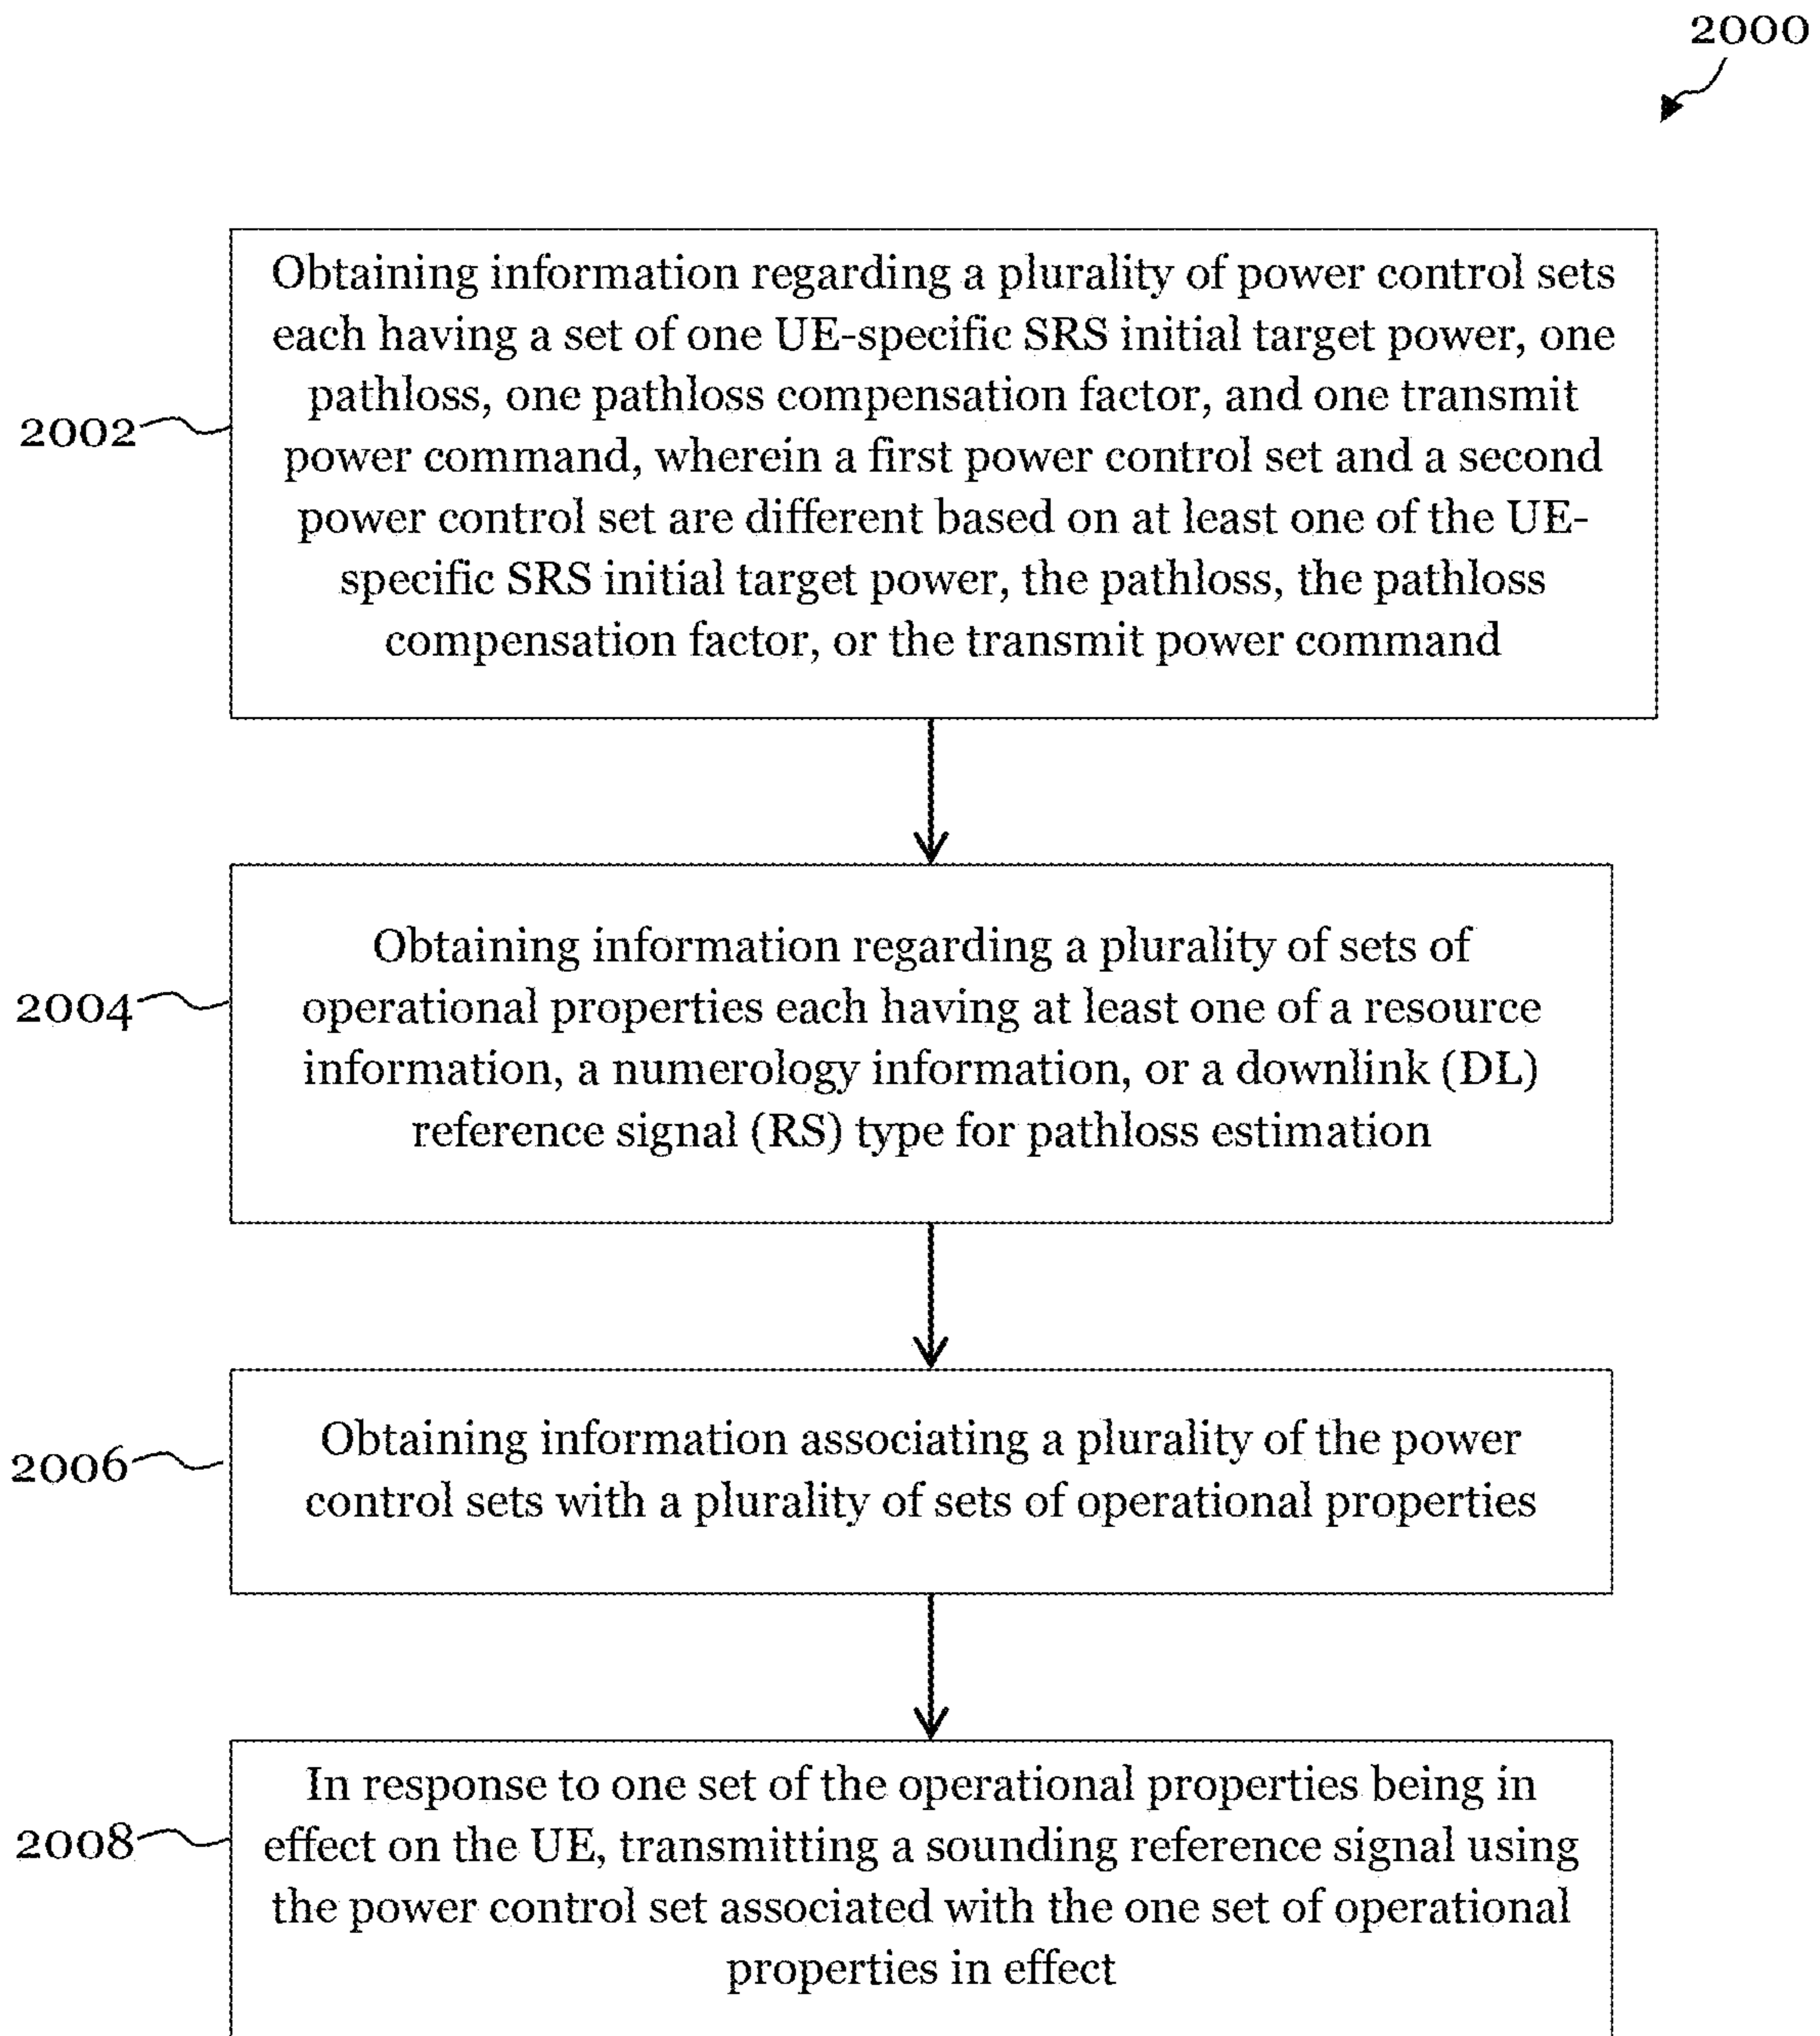 2000
Obtaining information regarding a plurality of power control sets
each having a set of one UE-specific SRS initial target power, one
pathloss, one pathloss compensation factor, and one transmit
power command, wherein a first power control set and a second
power control set are different based on at least one of the UE-
specific SRS initial target power, the pathloss, the pathloss
compensation factor, or the transmit power command
2002
Obtaining information regarding a plurality of sets of
operational properties each having at least one of a resource
information, a numerology information, or a downlink (DL)
reference signal (RS) type for pathloss estimation
2004
Obtaining information associating a plurality of the power
control sets with a plurality of sets of operational properties
2006
In response to one set of the operational properties being in
effect on the UE, transmitting a sounding reference signal using
the power control set associated with the one set of operational
properties in effect
2008